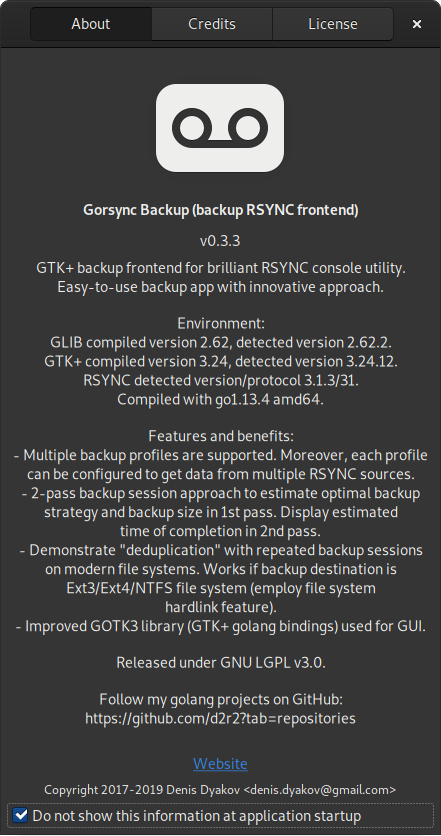 About
Credits
License
Gorsync Backup (backup RSYNC frontend)
v0.3.3
GTK+ backup frontend for brilliant RSYNC console utility.
Easy-to-use backup app with innovative approach.
Environment:
GLIB compiled version 2.62, detected version 2.62.2.
GTK+ compiled version 3.24, detected version 3.24.12.
RSYNC detected version/protocol 3.1.3/31.
Compiled with go1.13.4 amd64.
Features and benefits:
- Multiple backup profiles are supported. Moreover, each profile
can be configured to get data from multiple RSYNC sources.
- 2-pass backup session approach to estimate optimal backup
strategy and backup size in 1st pass. Display estimated
time of completion in 2nd pass.
- Demonstrate "deduplication" with repeated backup sessions
on modern file systems. Works if backup destination is
Ext3/Ext4/NTFS file system (employ file system
hardlink feature).
- Improved GOTK3 library (GTK+ golang bindings) used for GUI.
Released under GNU LGPL v3.0.
Follow my golang projects on GitHub:
https://github.com/d2r2?tab=repositories
Website
Copyright 2017-2019 Denis Dyakov <denis.dyakov@gmail.com>
Do not show this information at application startup